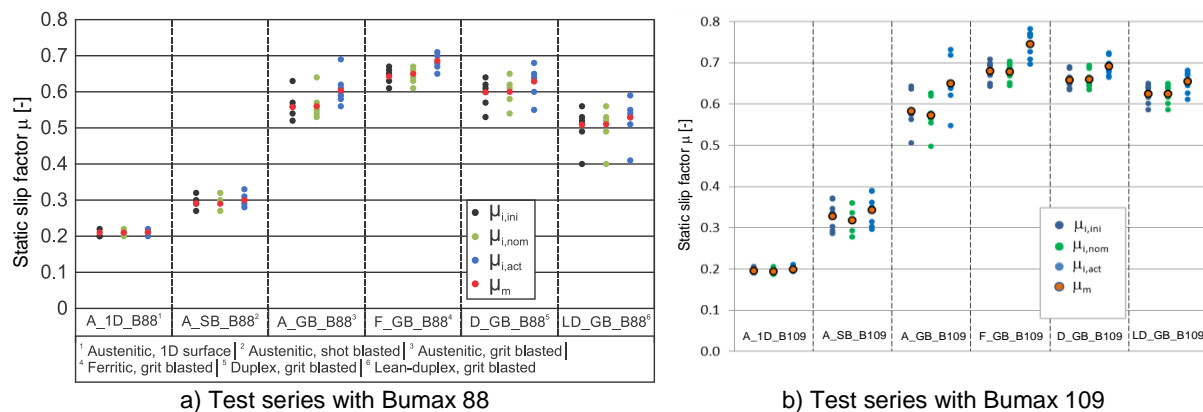 Static slip factor μ [-]
0.8
0.7
0.6
0.5
0.4
0.3
0.2
0.1
0
μi,ini
μi,nom
μi,act
μm
A_1D_B88¹ A_SB_B88² A_GB_B88³ F_GB_B88⁴ D_GB_B88⁵ LD_GB_B88⁶
¹ Austenitic, 1D surface ² Austenitic, shot blasted ³ Austenitic, grit blasted
⁴ Ferritic, grit blasted ⁵ Duplex, grit blasted ⁶ Lean-duplex, grit blasted
a) Test series with Bumax 88
Static slip factor μ [-]
0.8
0.7
0.6
0.5
0.4
0.3
0.2
0.1
0.0
μi,ini
μi,nom
μi,act
μm
A_1D_B109 A_SB_B109 A_GB_B109 F_GB_B109 D_GB_B109 LD_GB_B109
b) Test series with Bumax 109